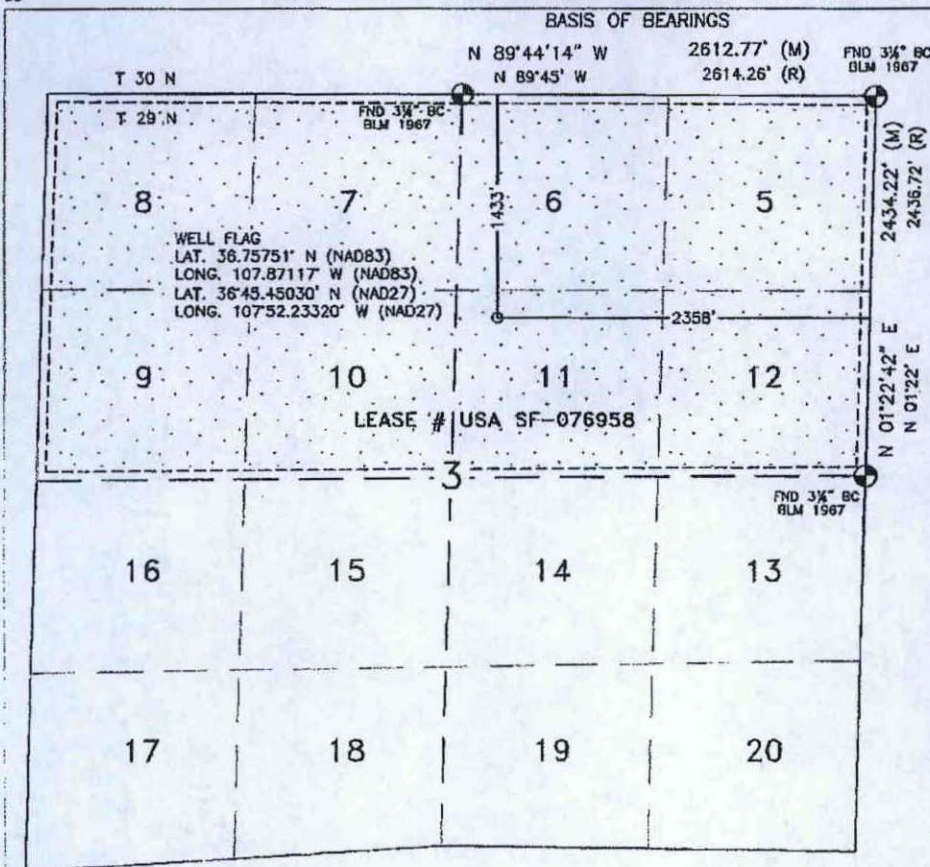 BASIS OF BEARINGS
N 89°44'14" W 2612.77' (M)
N 89°45' W 2614.26' (R)
FND 3¼" BC
BLM 1967
T 30 N
T 29 N
FND 3¼" BC
BLM 1967
2434.22' (M)
2436.72' (R)
8 7 6 5
1433'
WELL FLAG
LAT. 36.75751° N (NAD83)
LONG. 107.87117° W (NAD83)
LAT. 36°45.45030' N (NAD27)
LONG. 107°52.23320' W (NAD27)
2358'
N 01°22'42" E
N 01°22' E
9 10 11 12
LEASE # USA SF-076958
3
FND 3¼" BC
BLM 1967
16 15 14 13
17 18 19 20